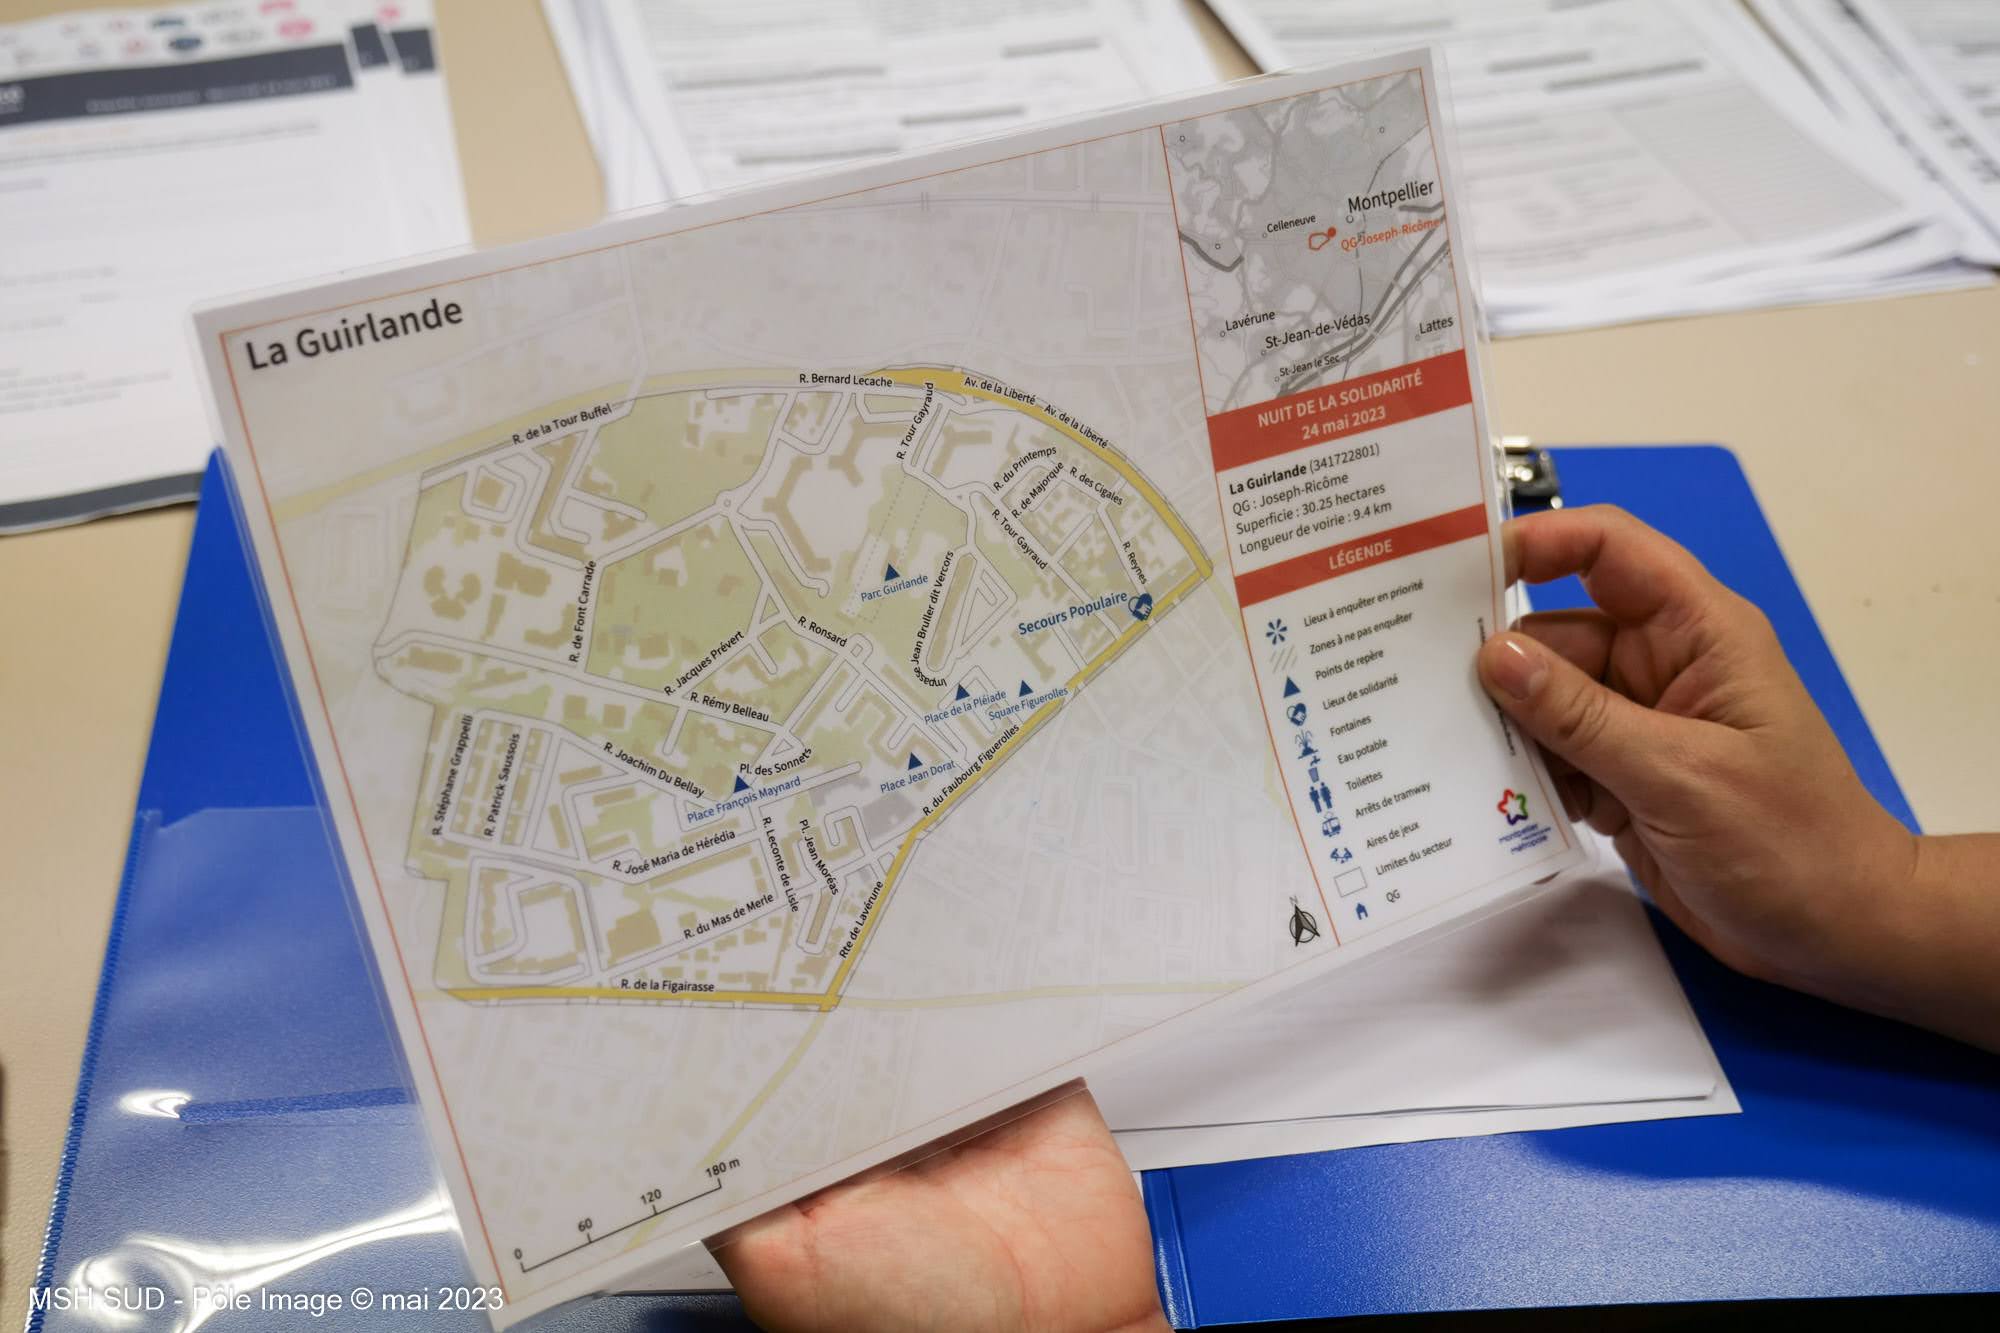 La Guirlande
R. Bernard Lecache
Av. de la Liberté
Av. de la Liberté
R. de la Tour Buffel
R. Tour Gayraud
R. du Printemps
R. de Majorque
R. des Cigales
R. Tour Gayraud
R. Reynes
R. de Font Carrade
Parc Guirlande
Impasse Jean Bruller dit Vercors
Secours Populaire
R. Ronsard
R. Jacques Prévert
R. Rémy Belleau
Place de la Pléiade
Square Figuerolles
R. Stéphane Grappelli
R. Patrick Saussois
R. Joachim Du Bellay
Pl. des Sonnets
Place François Maynard
Place Jean Dorat
R. du Faubourg Figuerolles
R. José Maria de Hérédia
R. Leconte de Lisle
Pl. Jean Moréas
R. du Mas de Merle
Rte de Lavérune
R. de la Figairasse
0 60 120 180 m
Montpellier
Celleneuve
QG Joseph-Ricôme
Lavérune
St-Jean-de-Védas
Lattes
St-Jean le Sec
NUIT DE LA SOLIDARITÉ
24 mai 2023
La Guirlande (341722801)
QG : Joseph-Ricôme
Superficie : 30.25 hectares
Longueur de voirie : 9.4 km
LÉGENDE
Lieux à enquêter en priorité
Zones à ne pas enquêter
Points de repère
Lieux de solidarité
Fontaines
Eau potable
Toilettes
Arrêts de tramway
Aires de jeux
Limites du secteur
QG
N
Montpellier
métropole
MSH SUD - Pôle Image © mai 2023